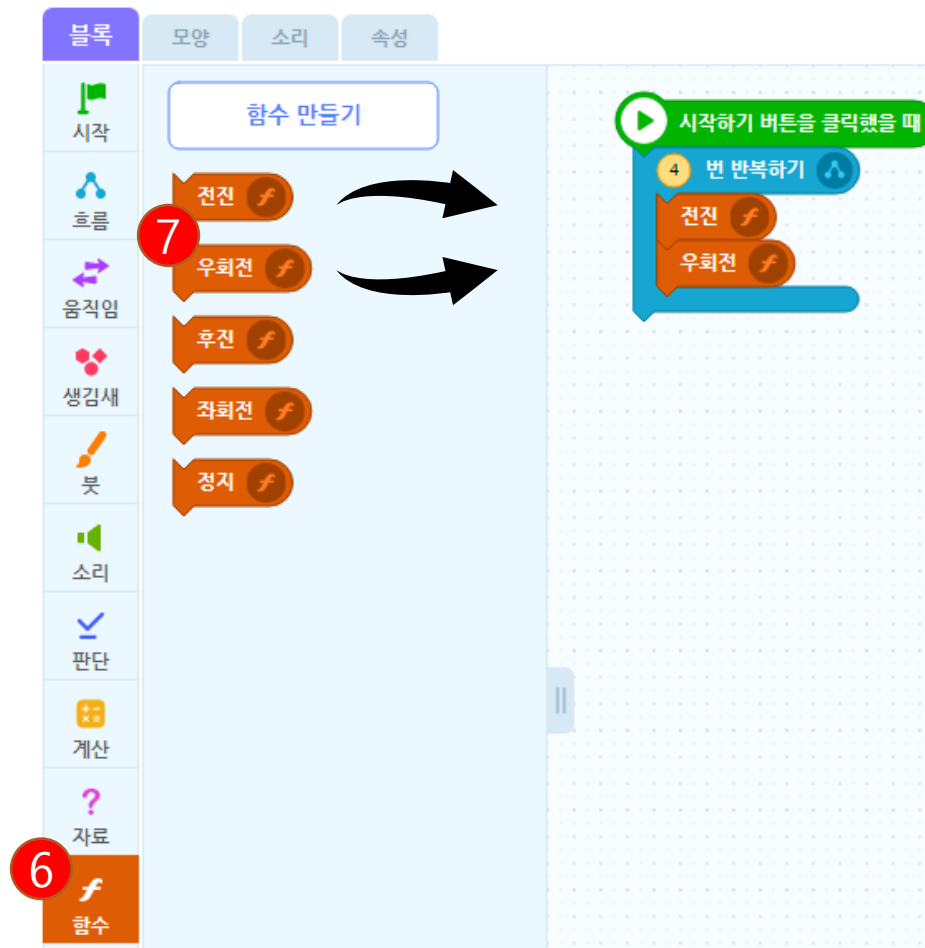 블록
모양
소리
속성
시작
흐름
움직임
생김새
붓
소리
판단
계산
?
자료
6
f
함수
함수 만들기
전진 f
7
우회전 f
후진 f
좌회전 f
정지 f
시작하기 버튼을 클릭했을 때
4 번 반복하기
전진 f
우회전 f